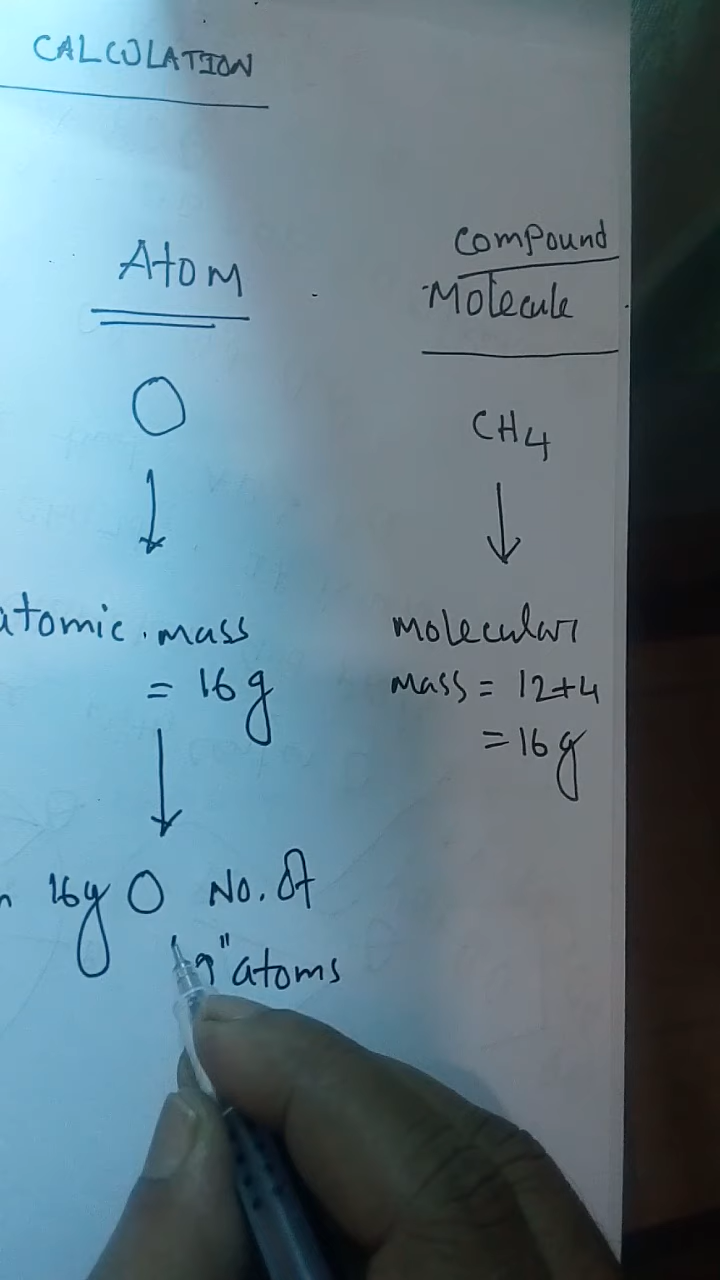 CALCULATION
Atom
O
atomic. mass
= 16g
16g O No. of
" atoms
Compound
Molecule
CH4
molecular
mass = 12+4
= 16g